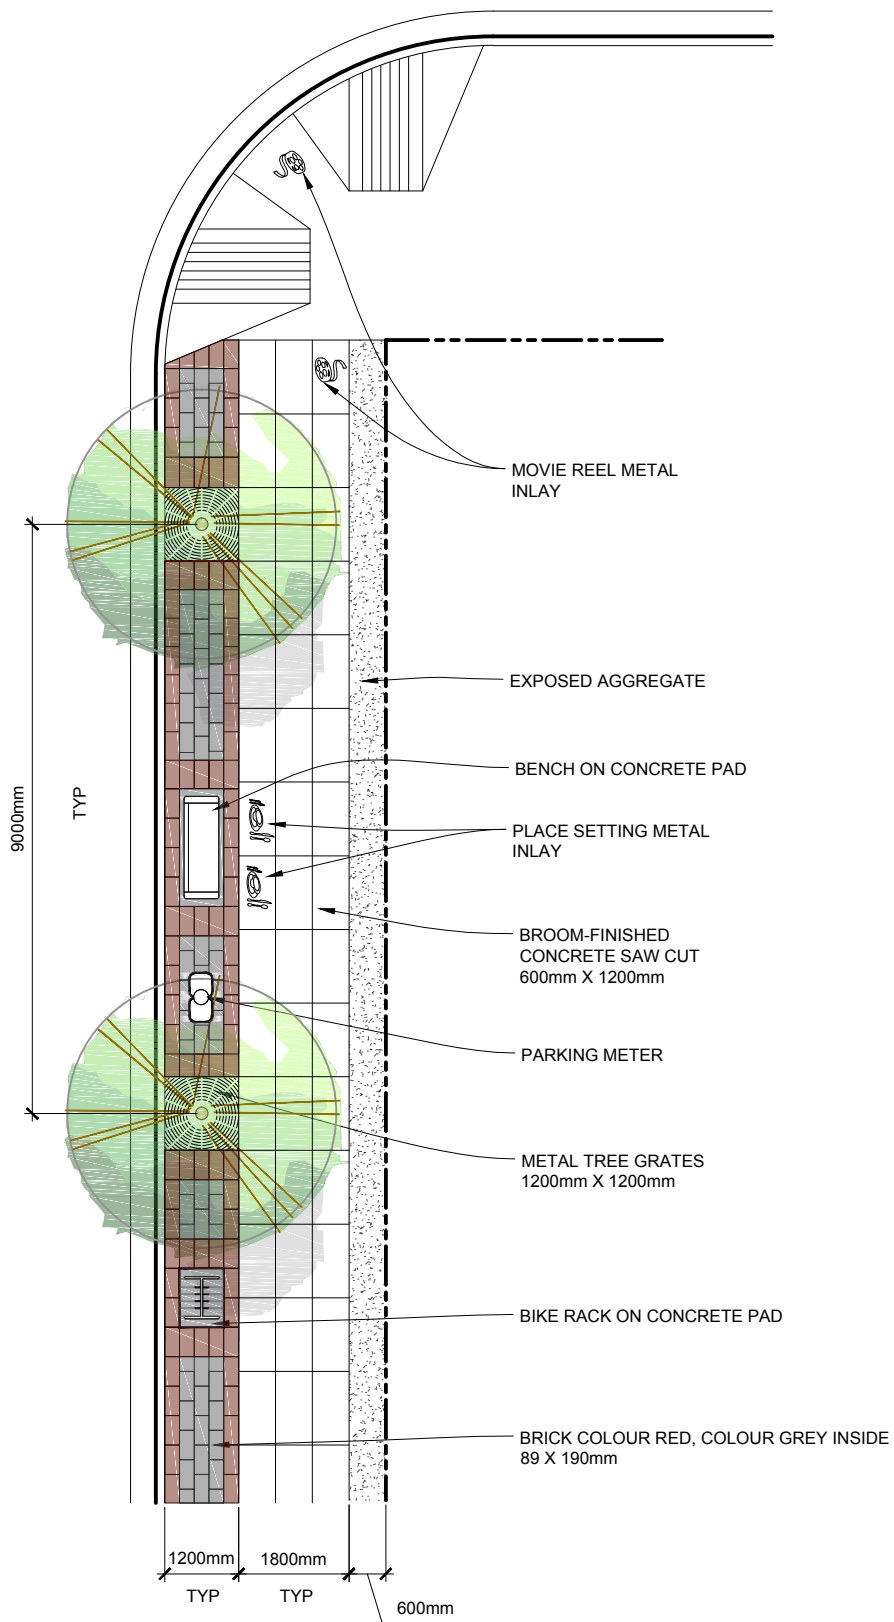 MOVIE REEL METAL
INLAY
EXPOSED AGGREGATE
BENCH ON CONCRETE PAD
9000mm
TYP
PLACE SETTING METAL
INLAY
BROOM-FINISHED
CONCRETE SAW CUT
600mm X 1200mm
PARKING METER
METAL TREE GRATES
1200mm X 1200mm
BIKE RACK ON CONCRETE PAD
BRICK COLOUR RED, COLOUR GREY INSIDE
89 X 190mm
1200mm
1800mm
TYP
TYP
600mm